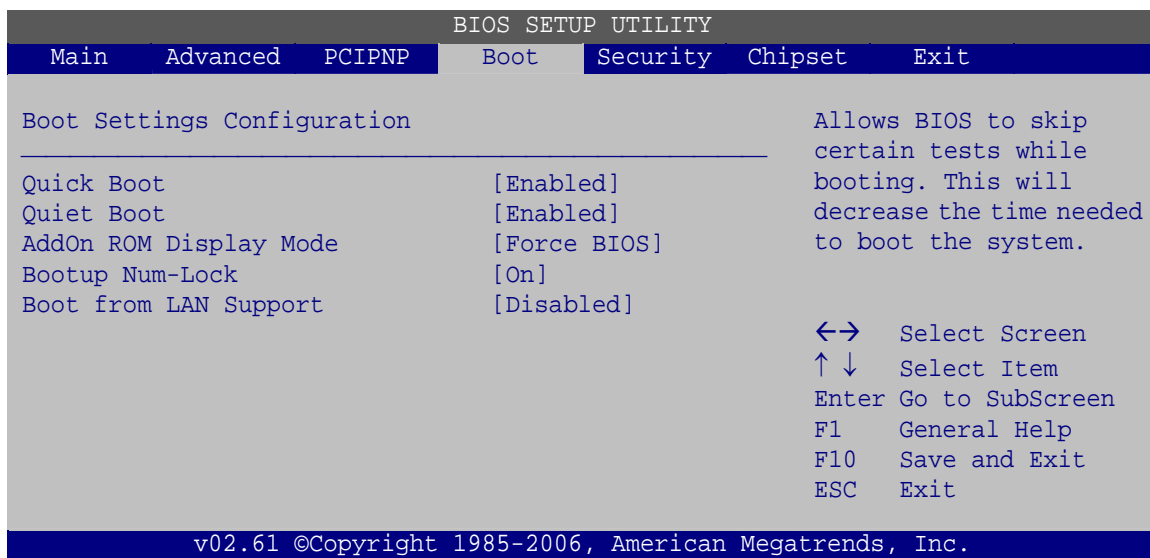 BIOS SETUP UTILITY
Main Advanced PCIPNP Boot Security Chipset Exit
Boot Settings Configuration
Quick Boot [Enabled]
Quiet Boot [Enabled]
AddOn ROM Display Mode [Force BIOS]
Bootup Num-Lock [On]
Boot from LAN Support [Disabled]
Allows BIOS to skip
certain tests while
booting. This will
decrease the time needed
to boot the system.
←→ Select Screen
↑ ↓ Select Item
Enter Go to SubScreen
F1 General Help
F10 Save and Exit
ESC Exit
v02.61 ©Copyright 1985-2006, American Megatrends, Inc.